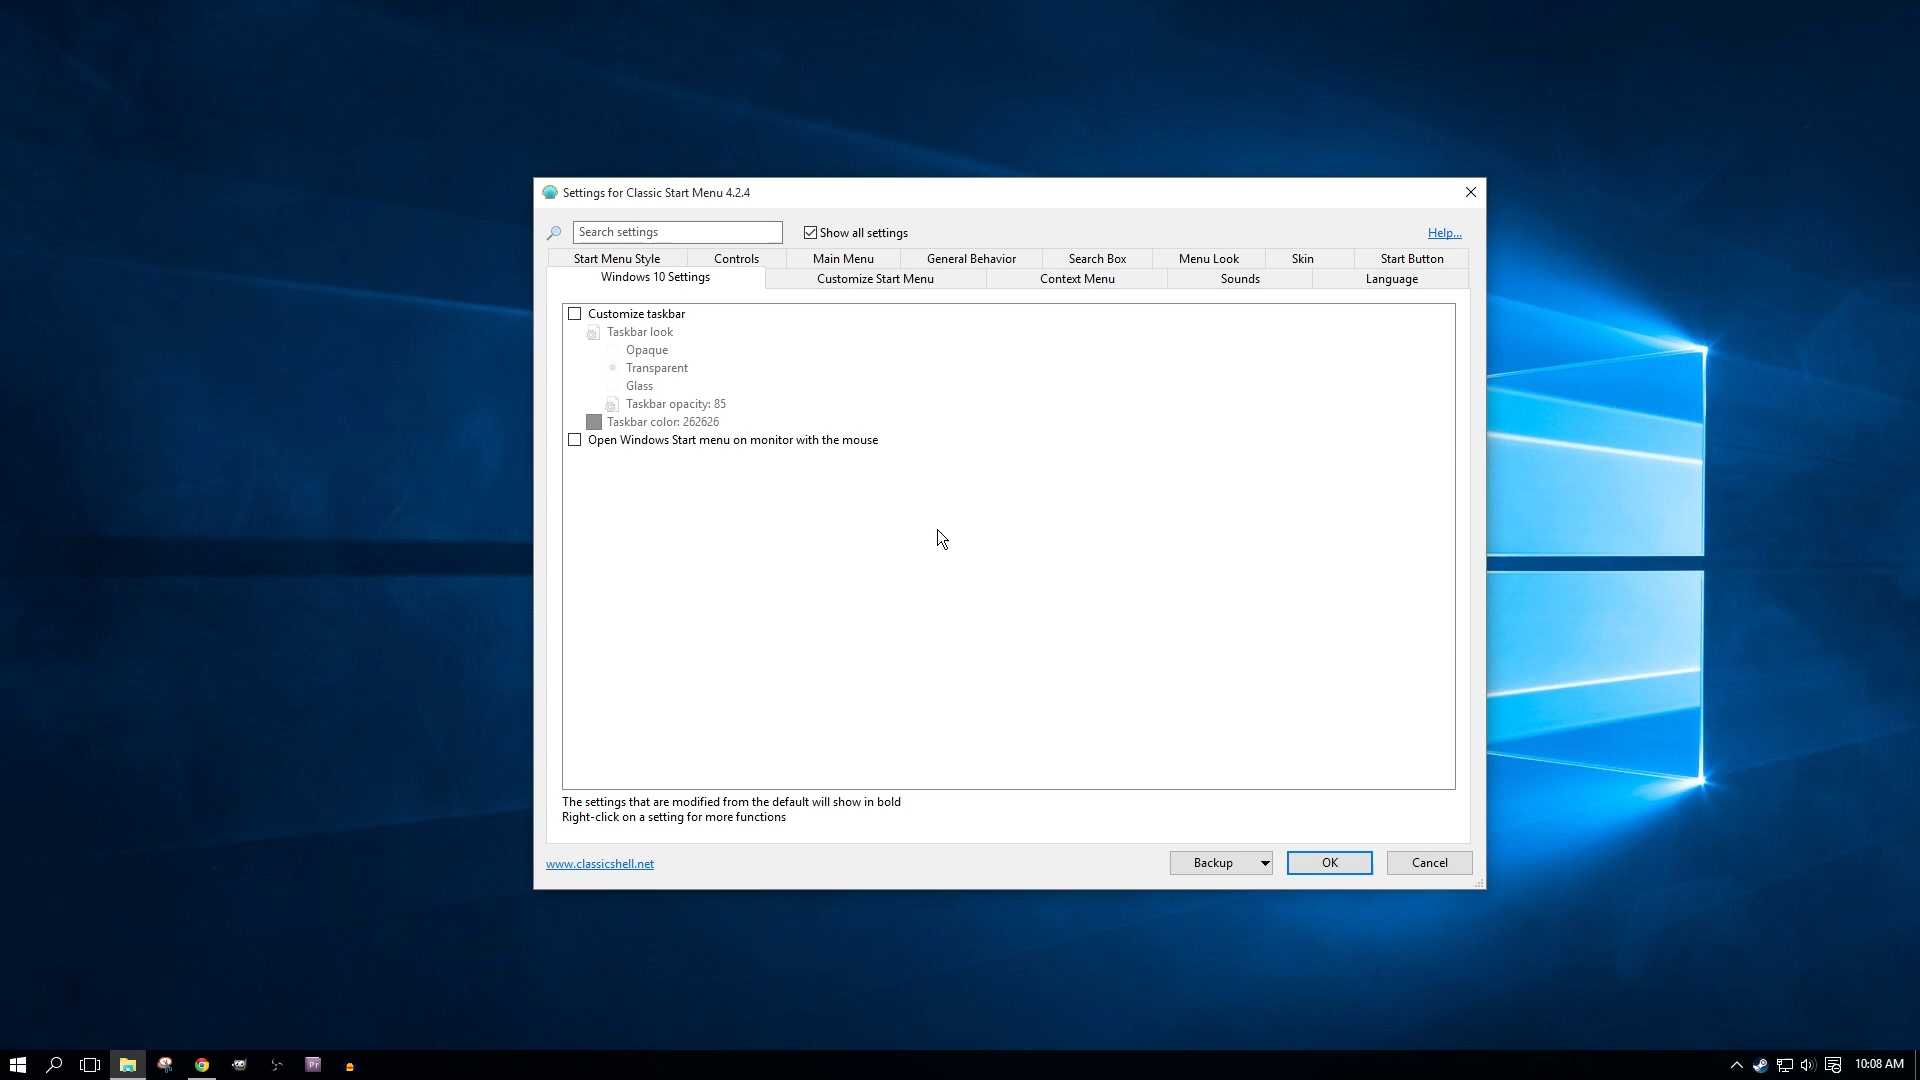 Settings for Classic Start Menu 4.2.4
Search settings
Show all settings
Help...
Start Menu Style Controls Main Menu General Behavior Search Box Menu Look Skin Start Button
Windows 10 Settings Customize Start Menu Context Menu Sounds Language
Customize taskbar
Taskbar look
Opaque
Transparent
Glass
Taskbar opacity: 85
Taskbar color: 262626
Open Windows Start menu on monitor with the mouse
The settings that are modified from the default will show in bold
Right-click on a setting for more functions
www.classicshell.net
Backup
OK
Cancel
Pr
10:08 AM